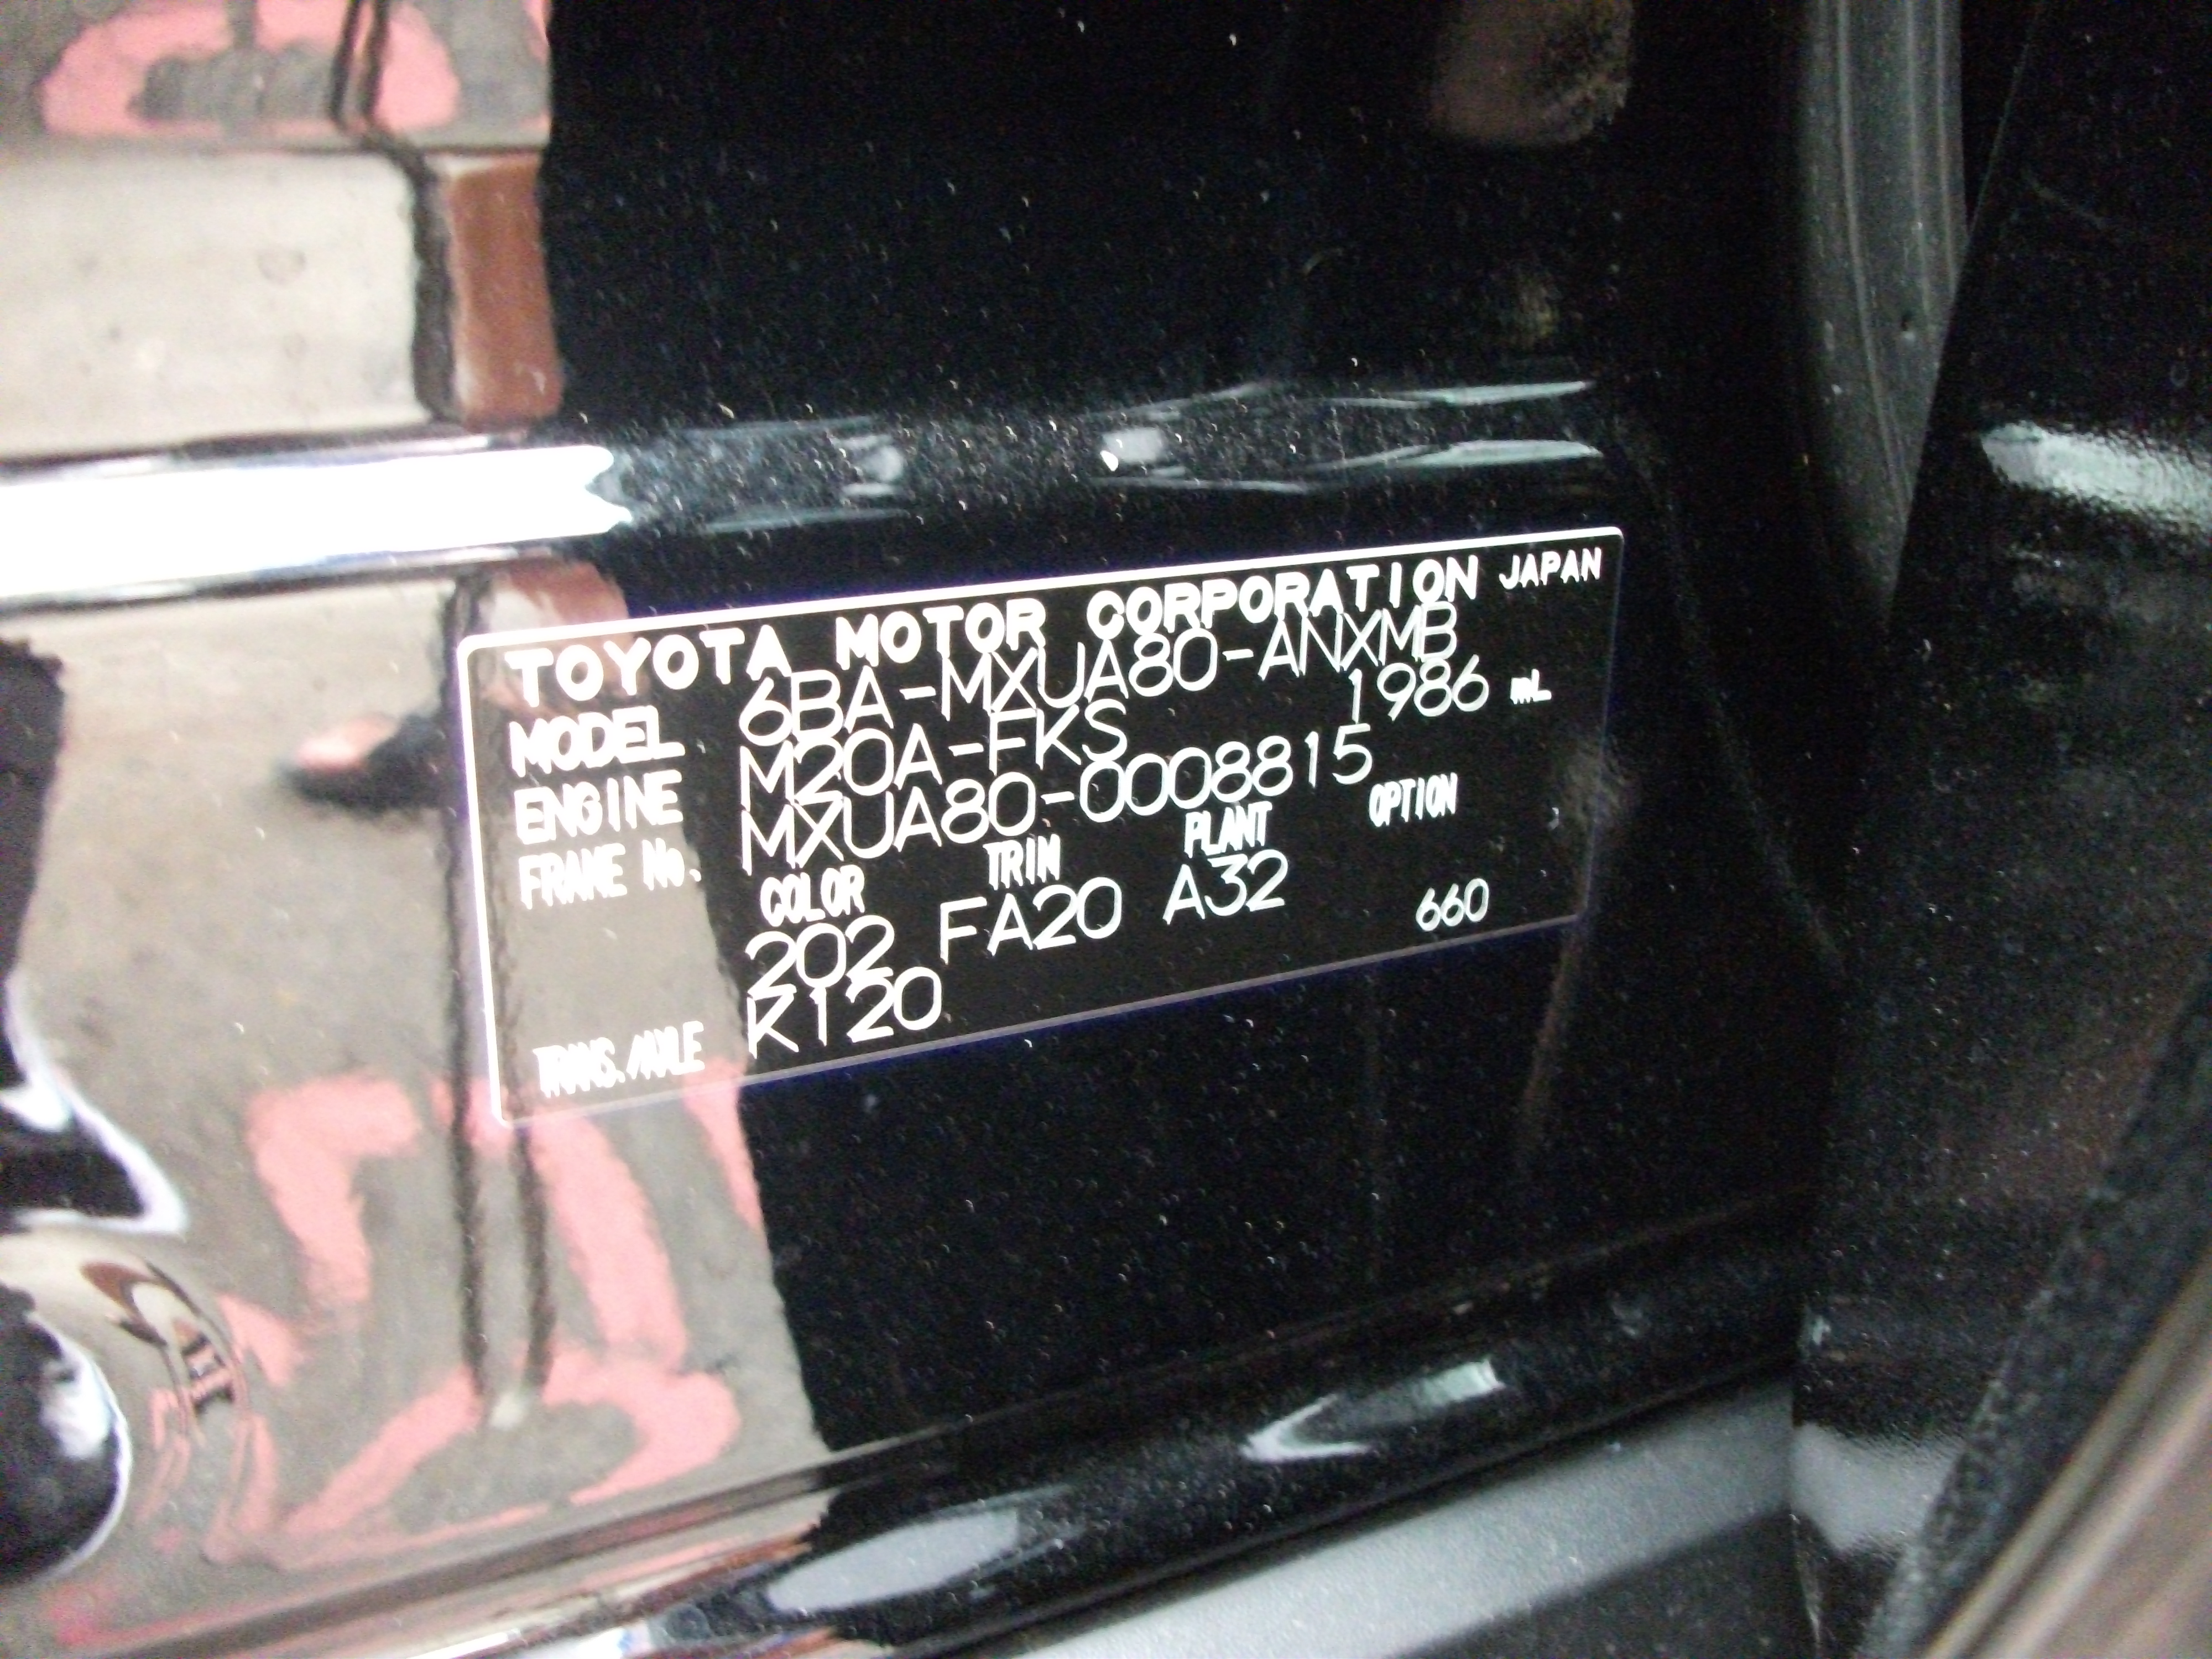 TOYOTA MOTOR CORPORATION JAPAN
MODEL 6BA-MXUA80-ANXMB
ENGINE M20A-FKS 1986 mL
FRAME No. MXUA80-0008815
COLOR TRIM PLANT OPTION
202 FA20 A32
TRANS./AXLE K120 660